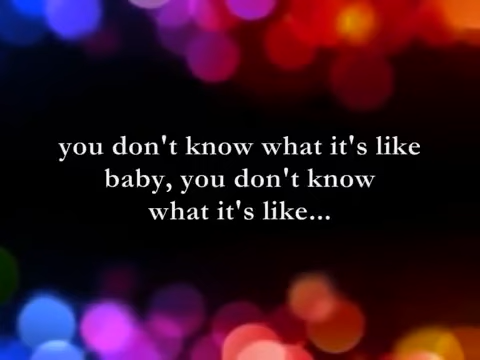 you don't know what it's like
baby, you don't know
what it's like...